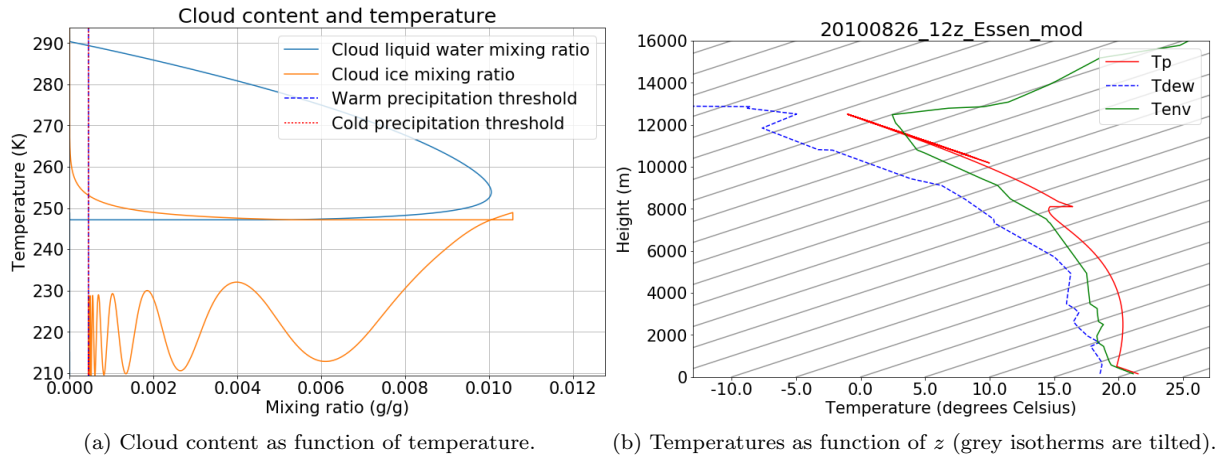 Cloud content and temperature
290
280
270
260
250
240
230
220
210
Temperature (K)
Cloud liquid water mixing ratio
Cloud ice mixing ratio
Warm precipitation threshold
Cold precipitation threshold
0.000 0.002 0.004 0.006 0.008 0.010 0.012
Mixing ratio (g/g)
(a) Cloud content as function of temperature.
20100826_12z_Essen_mod
16000
14000
12000
10000
8000
6000
4000
2000
0
Height (m)
Tp
Tdew
Tenv
-10.0 -5.0 0.0 5.0 10.0 15.0 20.0 25.0
Temperature (degrees Celsius)
(b) Temperatures as function of z (grey isotherms are tilted).